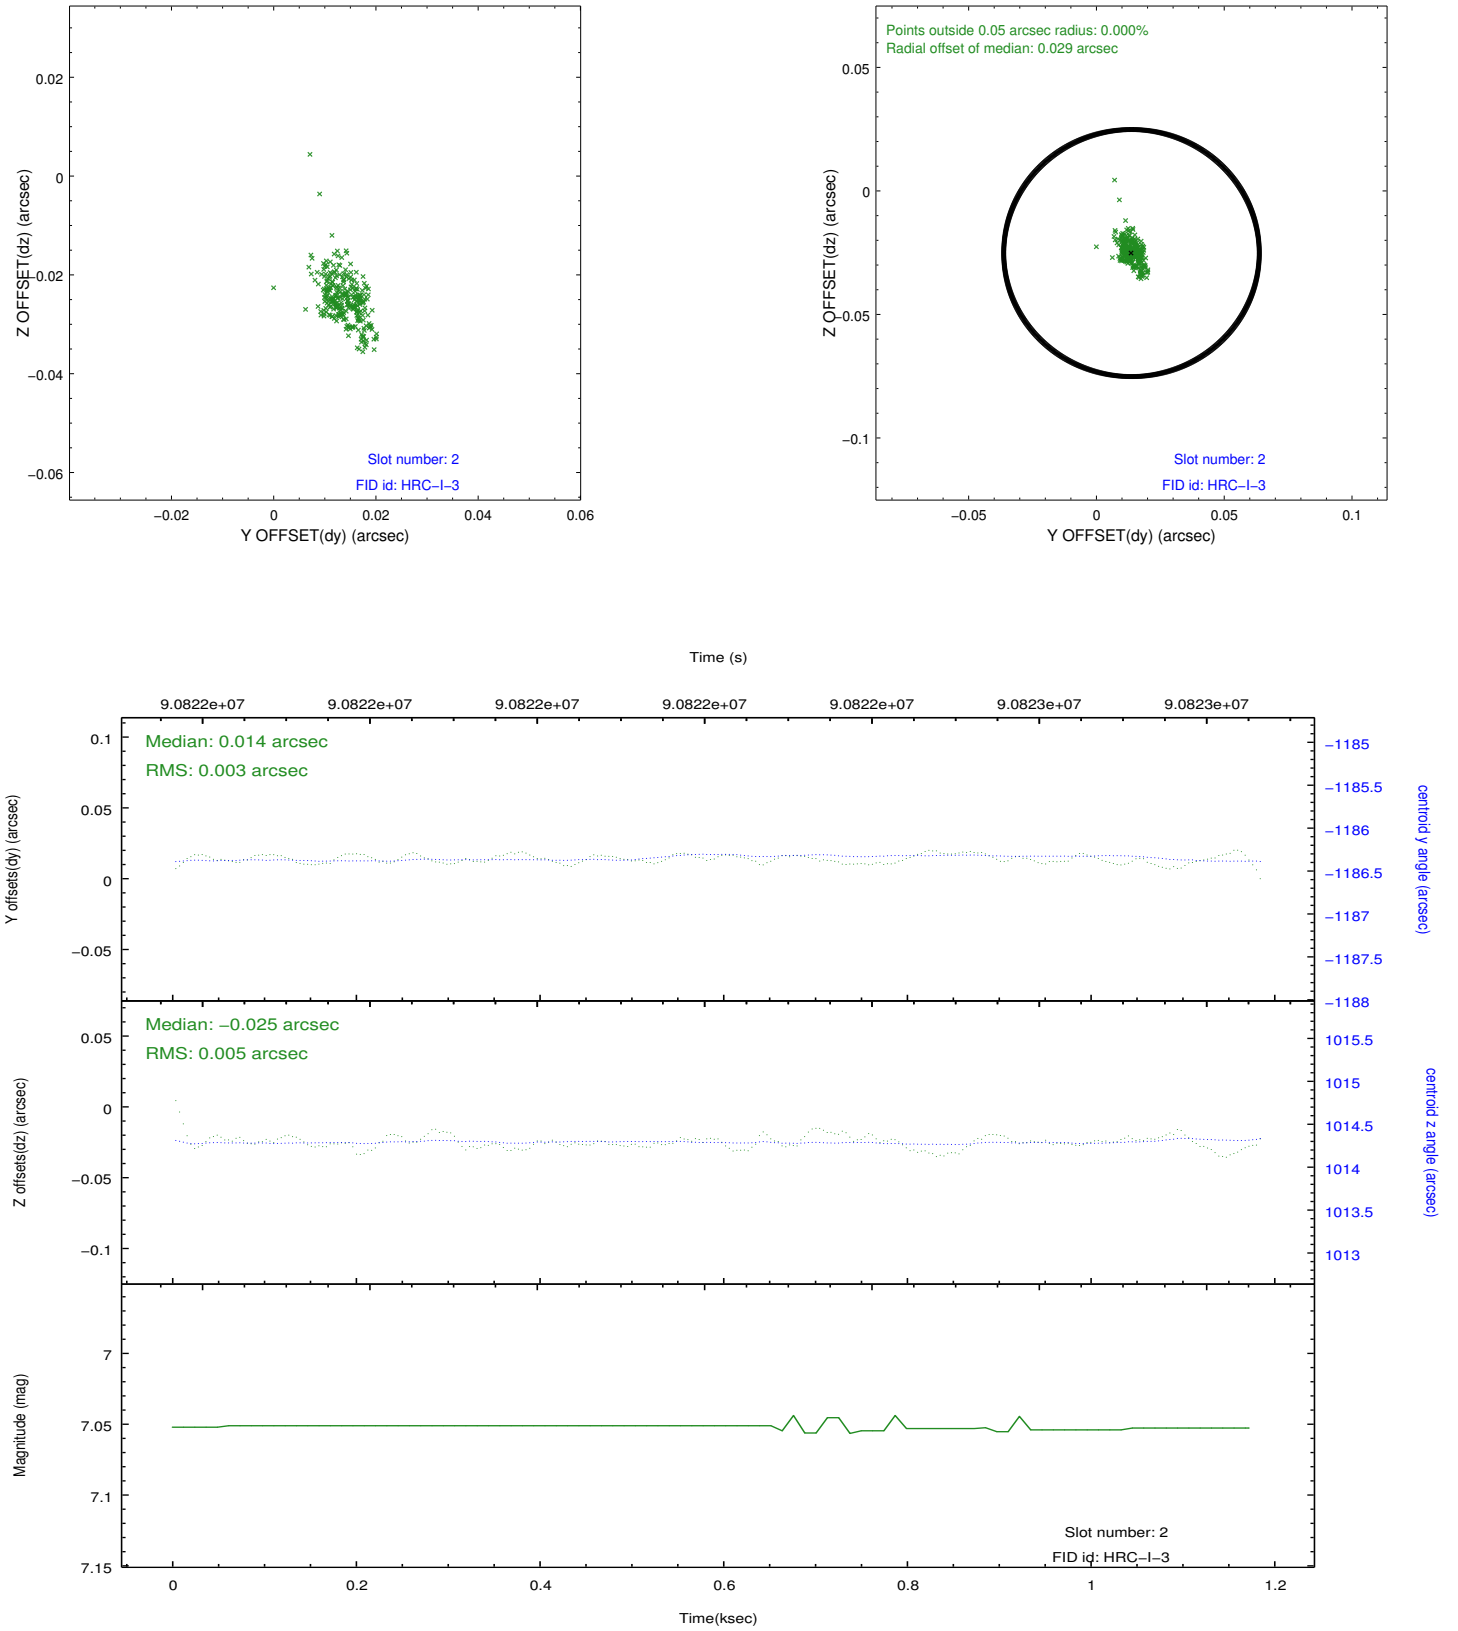 0.02
0
−0.02
−0.04
−0.06
Z OFFSET(dz) (arcsec)
Slot number: 2
FID id: HRC−I−3
−0.02
0
0.02
0.04
0.06
Y OFFSET(dy) (arcsec)
Points outside 0.05 arcsec radius: 0.000%
Radial offset of median: 0.029 arcsec
0.05
0
−0.05
−0.1
Z OFFSET(dz) (arcsec)
Slot number: 2
FID id: HRC−I−3
−0.05
0
0.05
0.1
Y OFFSET(dy) (arcsec)
Time (s)
9.0822e+07
9.0822e+07
9.0822e+07
9.0822e+07
9.0822e+07
9.0823e+07
9.0823e+07
Median: 0.014 arcsec
RMS: 0.003 arcsec
0.1
0.05
0
−0.05
Y offsets(dy) (arcsec)
−1185
−1185.5
−1186
−1186.5
−1187
−1187.5
−1188
centroid y angle (arcsec)
Median: −0.025 arcsec
RMS: 0.005 arcsec
0.05
0
−0.05
−0.1
Z offsets(dz) (arcsec)
1015.5
1015
1014.5
1014
1013.5
1013
centroid z angle (arcsec)
7
7.05
7.1
7.15
Magnitude (mag)
Slot number: 2
FID id: HRC−I−3
0
0.2
0.4
0.6
0.8
1
1.2
Time(ksec)